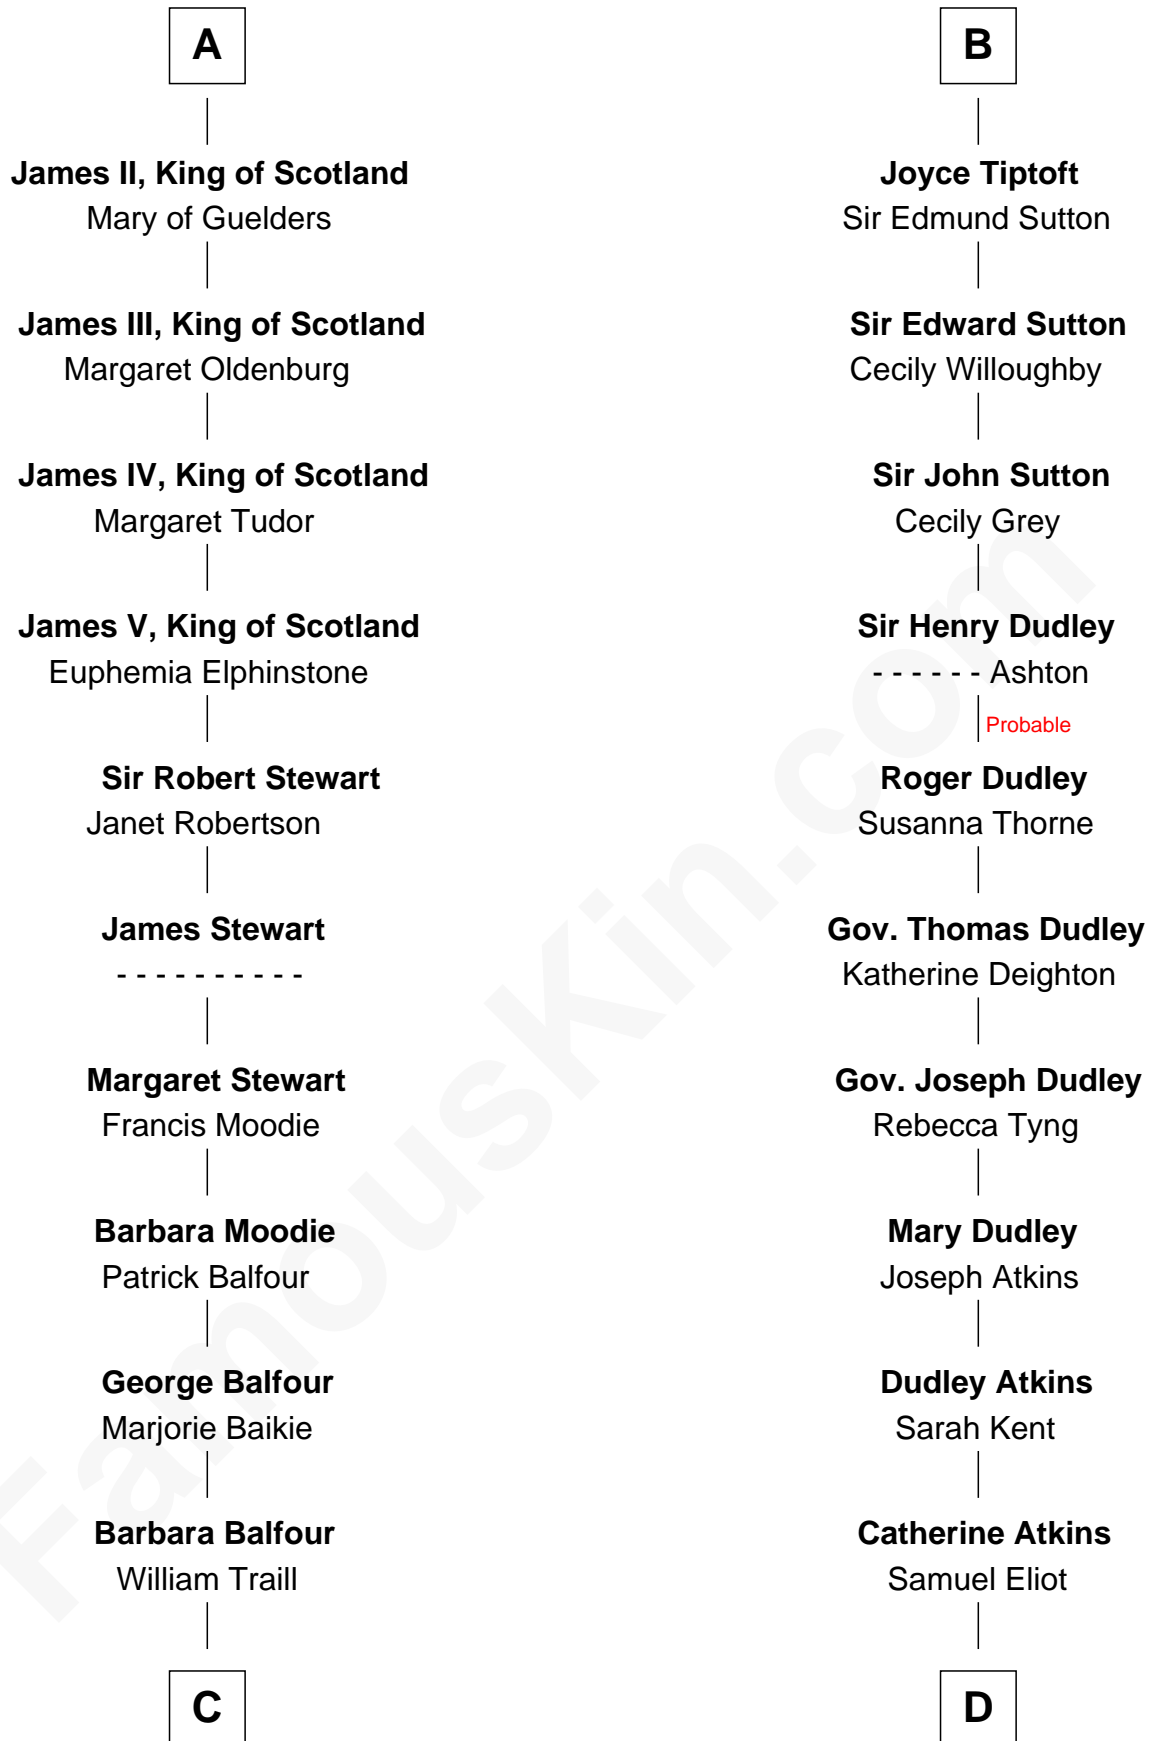 A
James II, King of Scotland
Mary of Guelders
James III, King of Scotland
Margaret Oldenburg
James IV, King of Scotland
Margaret Tudor
James V, King of Scotland
Euphemia Elphinstone
Sir Robert Stewart
Janet Robertson
James Stewart
- - - - - - - - - -
Margaret Stewart
Francis Moodie
Barbara Moodie
Patrick Balfour
George Balfour
Marjorie Baikie
Barbara Balfour
William Traill
C
B
Joyce Tiptoft
Sir Edmund Sutton
Sir Edward Sutton
Cecily Willoughby
Sir John Sutton
Cecily Grey
Sir Henry Dudley
- - - - - - Ashton
Probable
Roger Dudley
Susanna Thorne
Gov. Thomas Dudley
Katherine Deighton
Gov. Joseph Dudley
Rebecca Tyng
Mary Dudley
Joseph Atkins
Dudley Atkins
Sarah Kent
Catherine Atkins
Samuel Eliot
D
FamousKin.com